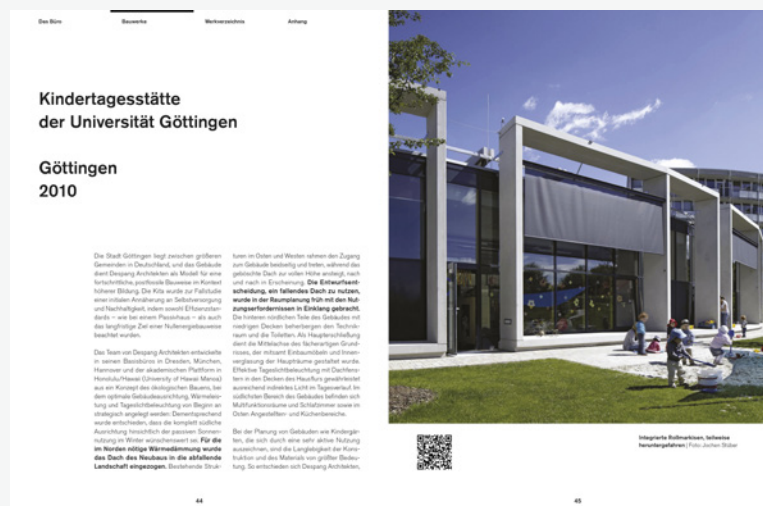 Das Büro
Bauwerke
Werkverzeichnis
Anhang
Kindertagesstätte
der Universität Göttingen
Göttingen
2010
Die Stadt Göttingen liegt zwischen größeren
Gemeinden in Deutschland, und das Gebäude
dient Despang Architekten als Modell für eine
fortschrittliche, postfossile Bauweise im Kontext
höherer Bildung. Die Kita wurde zur Fallstudie
einer initialen Annäherung an Selbstversorgung
und Nachhaltigkeit, indem sowohl Effizienzstan-
dards – wie bei einem Passivhaus – als auch
das langfristige Ziel einer Nullenergiebauweise
beachtet wurden.
Das Team von Despang Architekten entwickelte
in seinen Basisbüros in Dresden, München,
Hannover und der akademischen Plattform in
Honolulu/Hawaii (University of Hawaii Manoa)
aus ein Konzept des ökologischen Bauens, bei
dem optimale Gebäudeausrichtung, Wärmeleis-
tung und Tageslichtbeleuchtung von Beginn an
strategisch angelegt werden: Dementsprechend
wurde entschieden, dass die komplett südliche
Ausrichtung hinsichtlich der passiven Sonnen-
nutzung im Winter wünschenswert sei. Für die
im Norden nötige Wärmedämmung wurde
das Dach des Neubaus in die abfallende
Landschaft eingezogen. Bestehende Struk-
turen im Osten und Westen rahmen den Zugang
zum Gebäude beidseitig und treten, während das
geböschte Dach zur vollen Höhe ansteigt, nach
und nach in Erscheinung. Die Entwurfsent-
scheidung, ein fallendes Dach zu nutzen,
wurde in der Raumplanung früh mit den Nut-
zungserfordernissen in Einklang gebracht.
Die hinteren nördlichen Teile des Gebäudes mit
niedrigen Decken beherbergen den Technik-
raum und die Toiletten. Als Haupterschließung
dient die Mittelachse des fächerartigen Grund-
risses, der mitsamt Einbaumöbeln und Innen-
verglasung der Haupträume gestaltet wurde.
Effektive Tageslichtbeleuchtung mit Dachfens-
tern in den Decken des Hausflurs gewährleistet
ausreichend indirektes Licht im Tagesverlauf. Im
südlichsten Bereich des Gebäudes befinden sich
Multifunktionsräume und Schlafzimmer sowie im
Osten Angestellten- und Küchenbereiche.
Bei der Planung von Gebäuden wie Kindergär-
ten, die sich durch eine sehr aktive Nutzung
auszeichnen, sind die Langlebigkeit der Kons-
truktion und des Materials von größter Bedeu-
tung. So entschieden sich Despang Architekten,
Integrierte Rollmarkisen, teilweise
heruntergefahren | Foto: Jochen Stüber
44
45